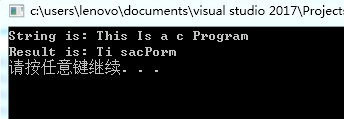 c:\users\lenovo\documents\visual studio 2017\Projects
String is: This Is a c Program
Result is: Ti sacPorm
请按任意键继续. . .